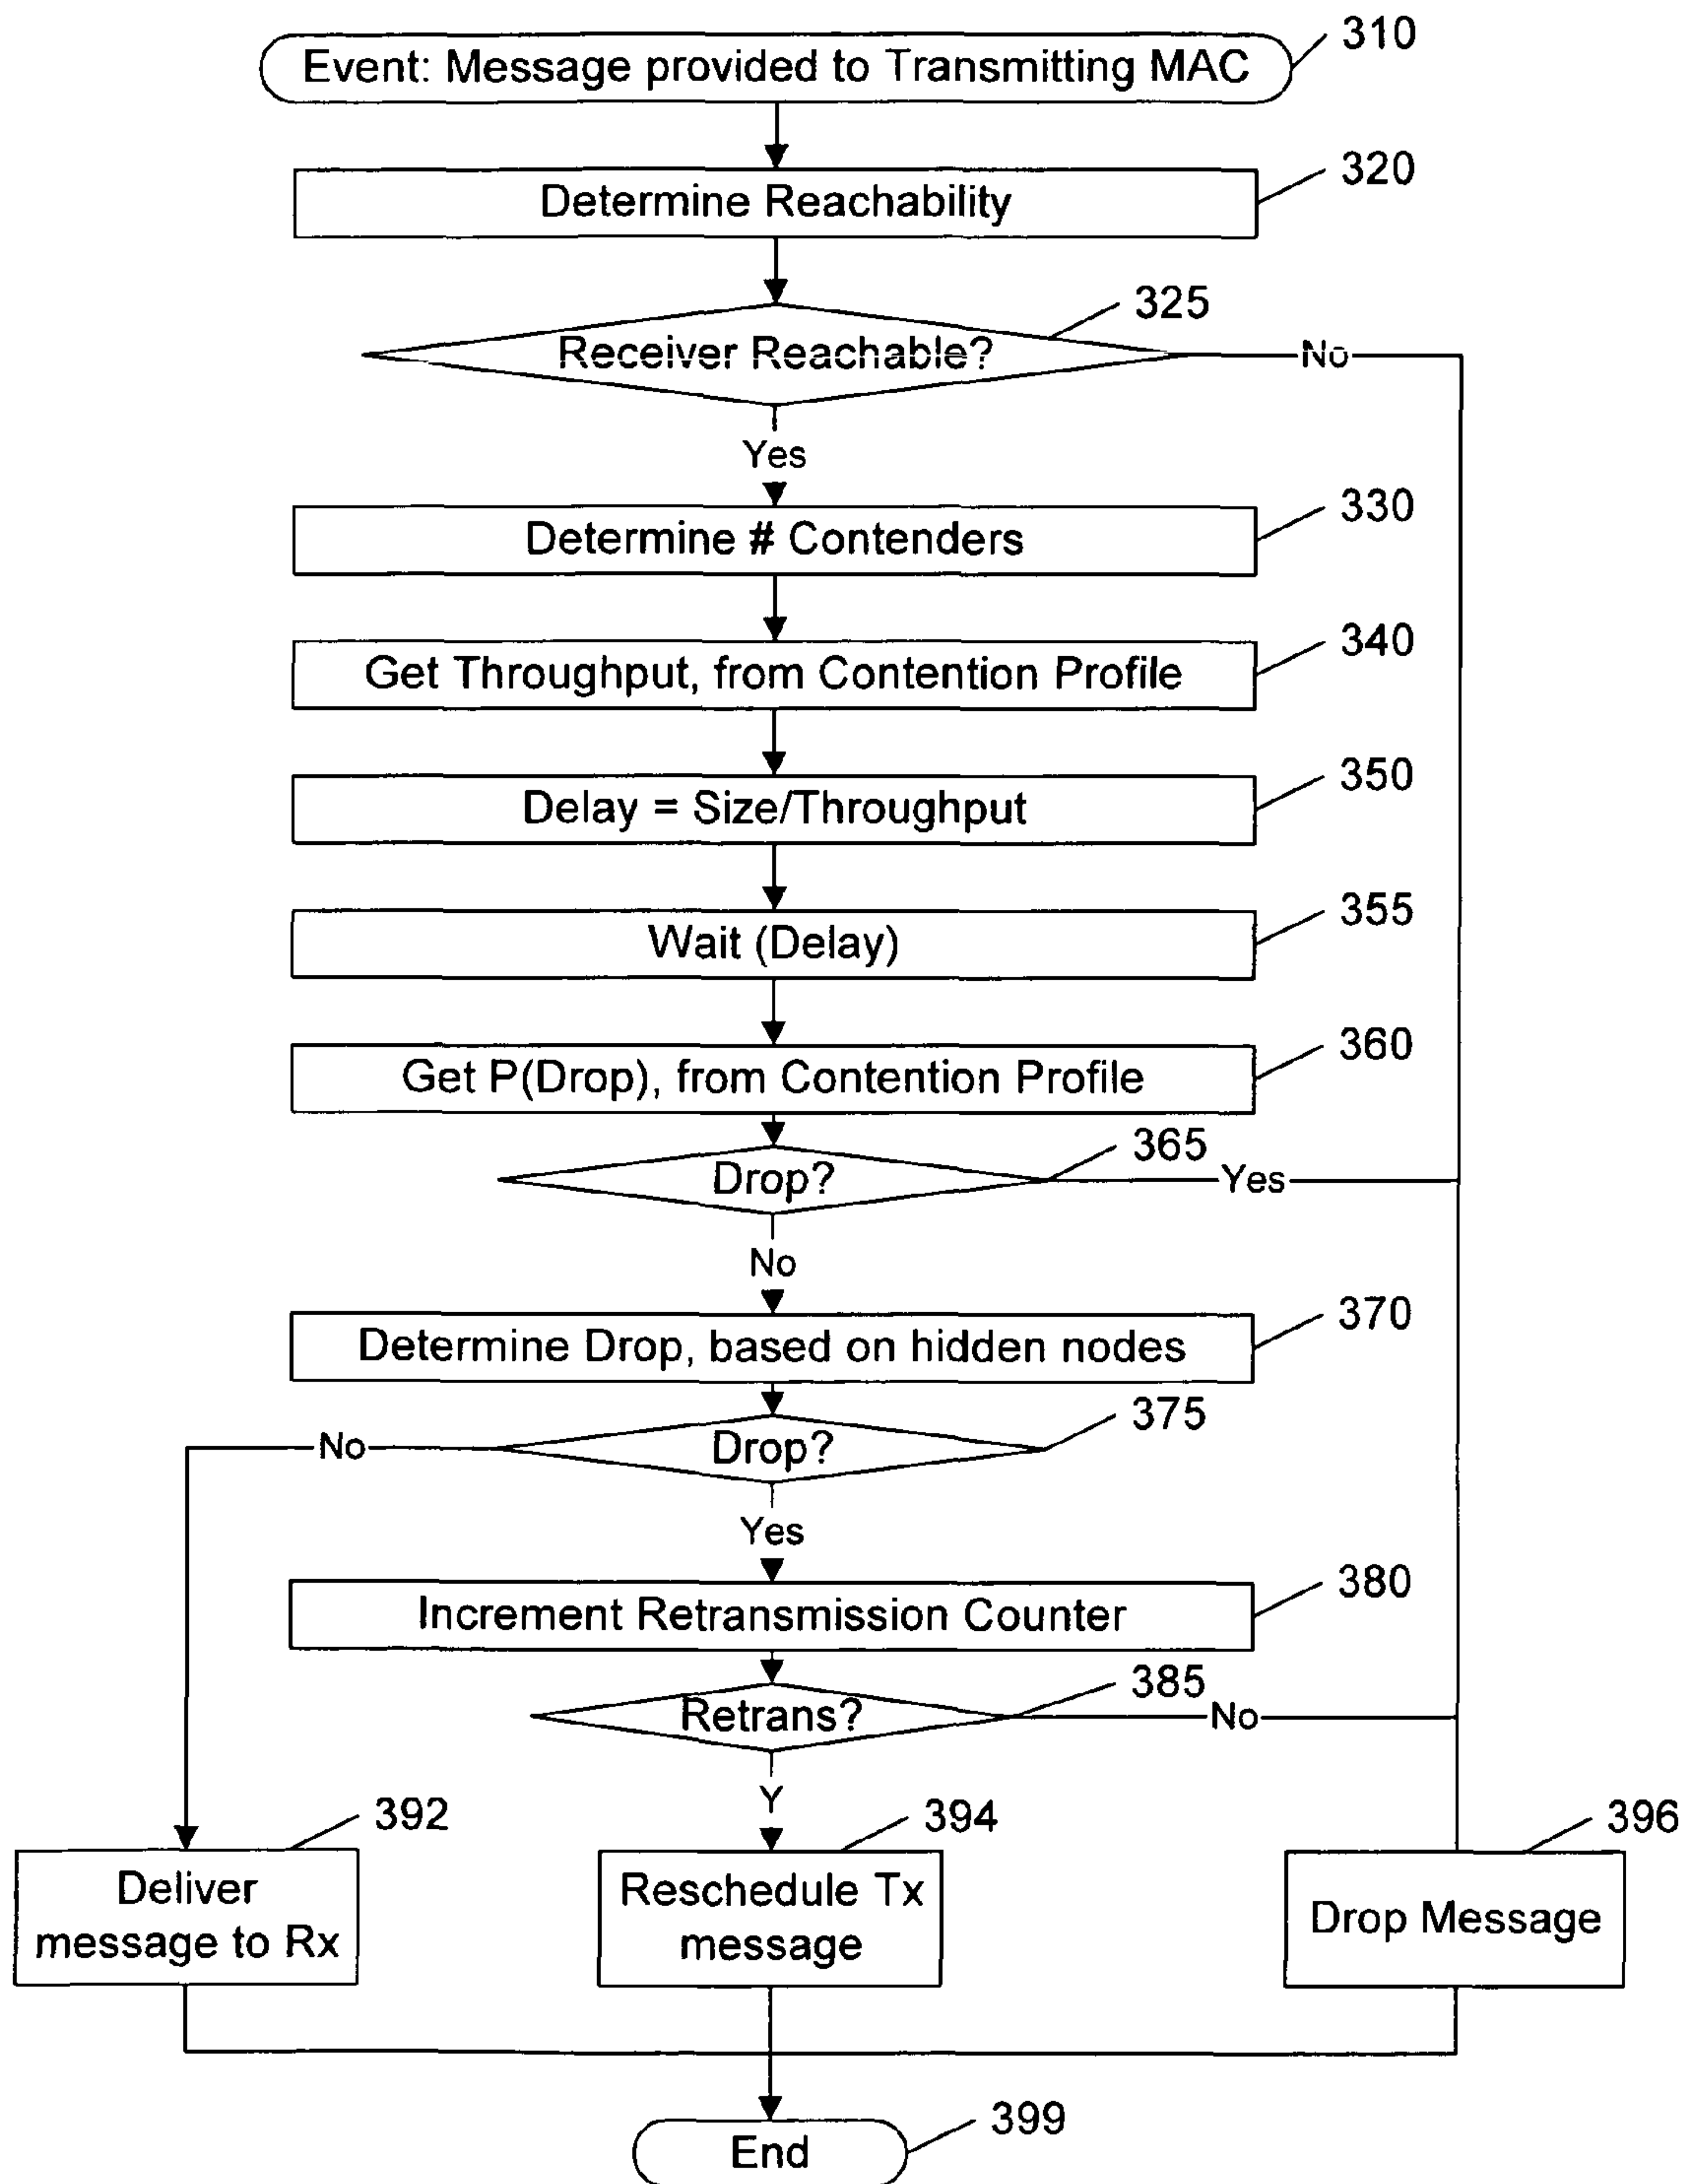 310
Event: Message provided to Transmitting MAC
320
Determine Reachability
325
Receiver Reachable?
No
Yes
330
Determine # Contenders
340
Get Throughput, from Contention Profile
350
Delay = Size/Throughput
355
Wait (Delay)
360
Get P(Drop), from Contention Profile
365
Drop?
Yes
No
370
Determine Drop, based on hidden nodes
375
No
Drop?
Yes
380
Increment Retransmission Counter
385
Retrans?
No
Y
392
394
396
Deliver
message to Rx
Reschedule Tx
message
Drop Message
399
End